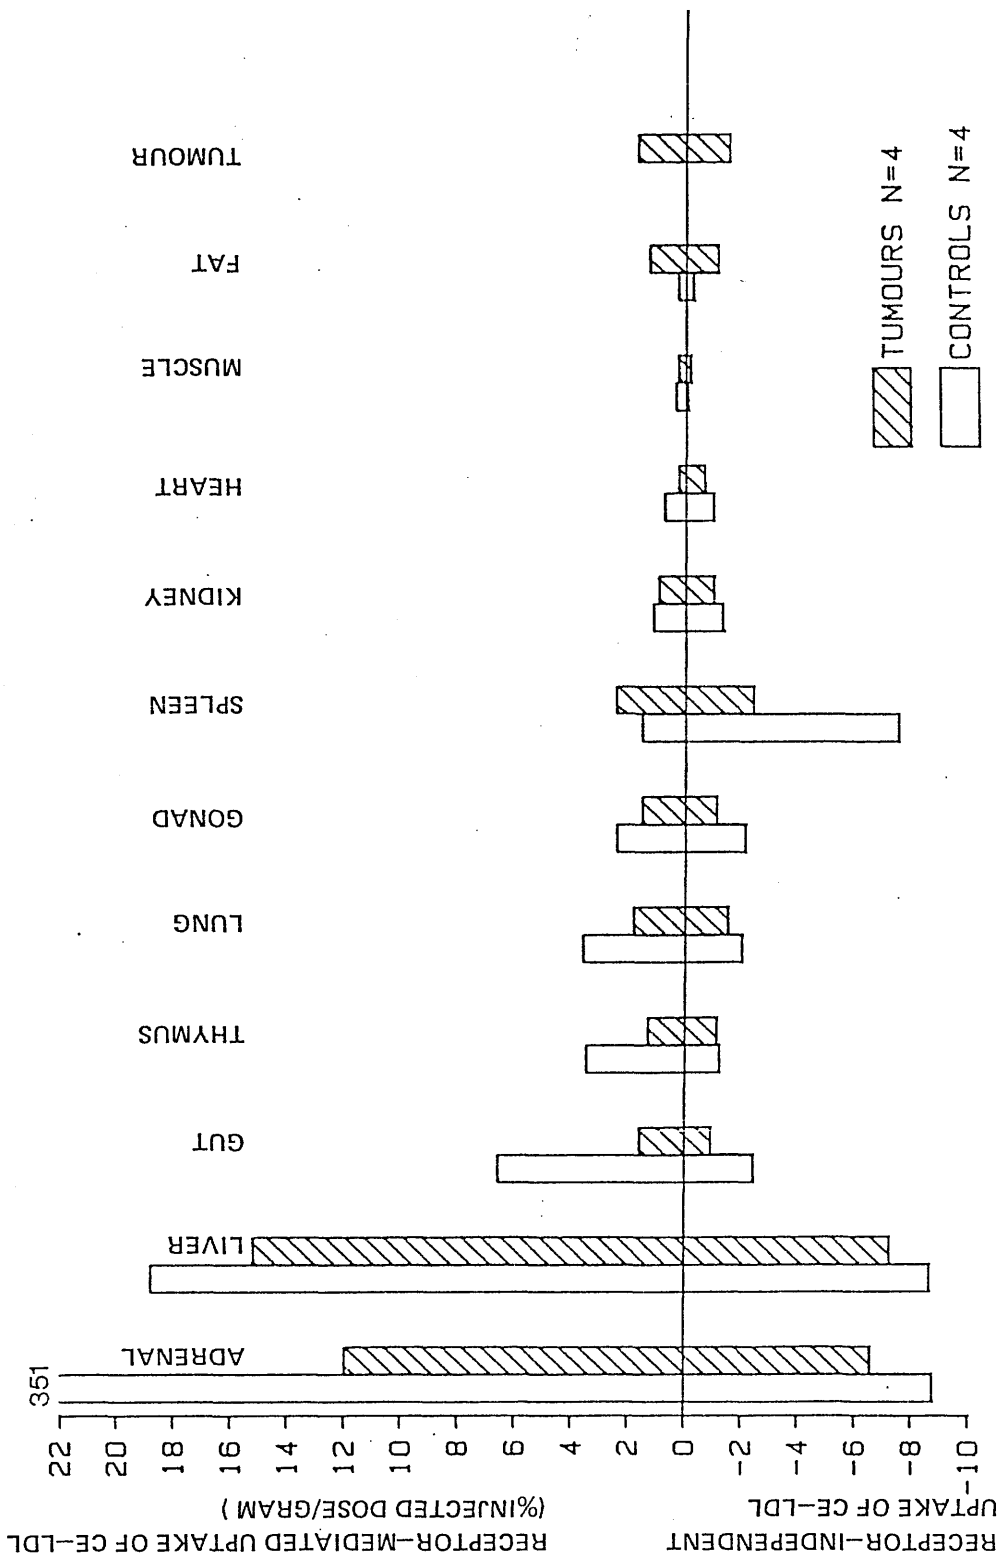 RECEPTOR-MEDIATED UPTAKE OF CE-LDL
(%INJECTED DOSE/GRAM)
RECEPTOR-INDEPENDENT
UPTAKE OF CE-LDL
22
20
18
16
14
12
10
8
6
4
2
0
-2
-4
-6
-8
-10
351
ADRENAL
LIVER
GUT
THYMUS
LUNG
GONAD
SPLEEN
KIDNEY
HEART
MUSCLE
FAT
TUMOUR
TUMOURS N=4
CONTROLS N=4